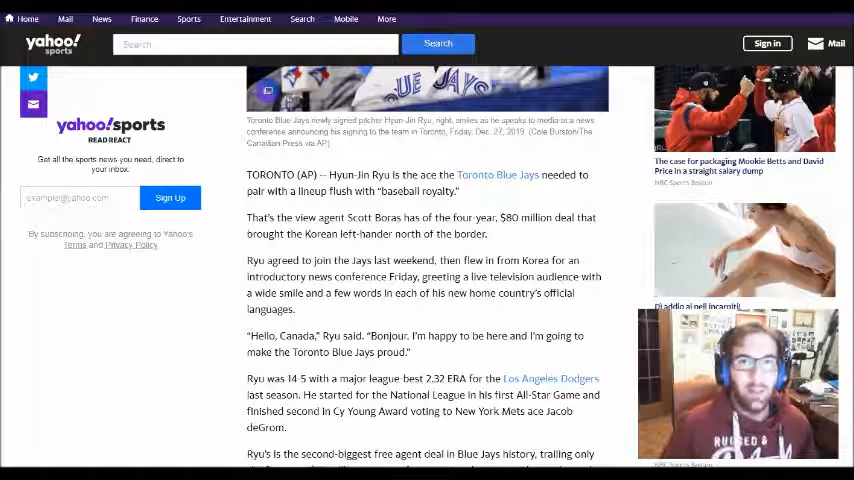 Home Mail News Finance Sports Entertainment Search Mobile More
yahoo!
sports
Search
Search
Sign in
Mail
BLUE JAYS
Toronto Blue Jays newly signed pitcher Hyun-Jin Ryu, right, smiles as he speaks to media at a news
conference announcing his signing to the team in Toronto, Friday, Dec. 27, 2019 (Cole Burston/The
Canadian Press via AP)
yahoo!sports
READ REACT
Get all the sports news you need, direct to
your inbox.
example@yahoo.com
Sign Up
By subscribing, you are agreeing to Yahoo's
Terms and Privacy Policy
TORONTO (AP) -- Hyun-Jin Ryu is the ace the Toronto Blue Jays needed to
pair with a lineup flush with “baseball royalty.”
That’s the view agent Scott Boras has of the four-year, $80 million deal that
brought the Korean left-hander north of the border.
Ryu agreed to join the Jays last weekend, then flew in from Korea for an
introductory news conference Friday, greeting a live television audience with
a wide smile and a few words in each of his new home country’s official
languages.
“Hello, Canada,” Ryu said. “Bonjour. I’m happy to be here and I’m going to
make the Toronto Blue Jays proud.”
Ryu was 14-5 with a major league-best 2.32 ERA for the Los Angeles Dodgers
last season. He started for the National League in his first All-Star Game and
finished second in Cy Young Award voting to New York Mets ace Jacob
deGrom.
Ryu’s is the second-biggest free agent deal in Blue Jays history, trailing only
The case for packaging Mookie Betts and David
Price in a straight salary dump
NBC Sports Boston
Dì addio ai peli incarniti!
RUGGED &
NBC Sports Boston